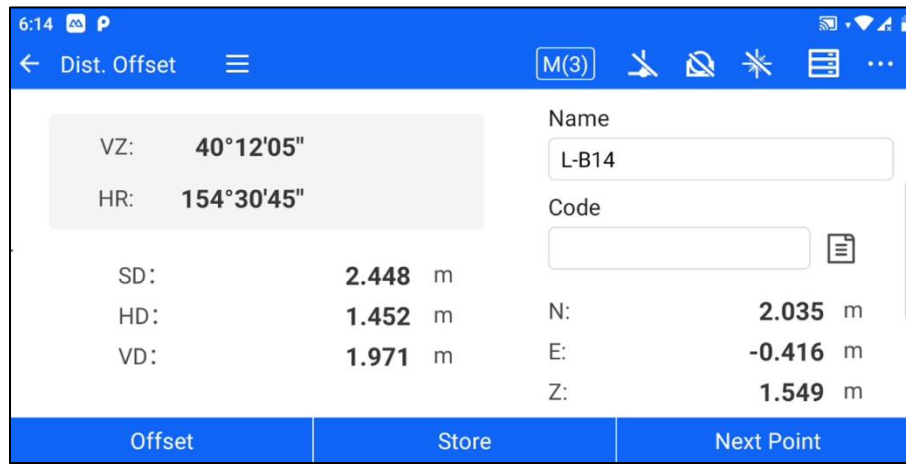 6:14
Dist. Offset
M(3)
VZ: 40°12'05"
HR: 154°30'45"
SD: 2.448 m
HD: 1.452 m
VD: 1.971 m
Name
L-B14
Code
N: 2.035 m
E: -0.416 m
Z: 1.549 m
Offset
Store
Next Point